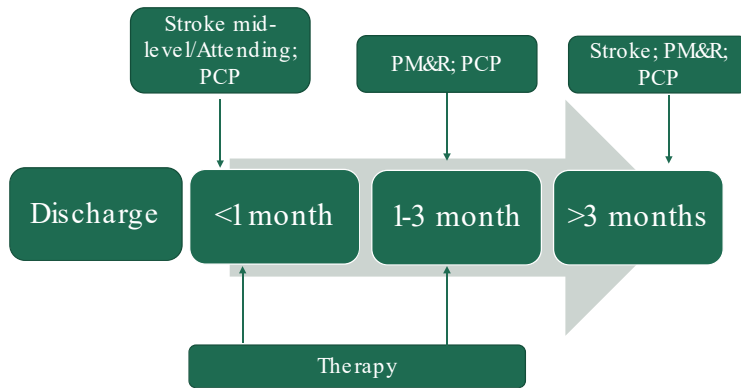 Stroke mid-
level/Attending;
PCP
PM&R; PCP
Stroke; PM&R;
PCP
Discharge
<1 month
1-3 month
>3 months
Therapy